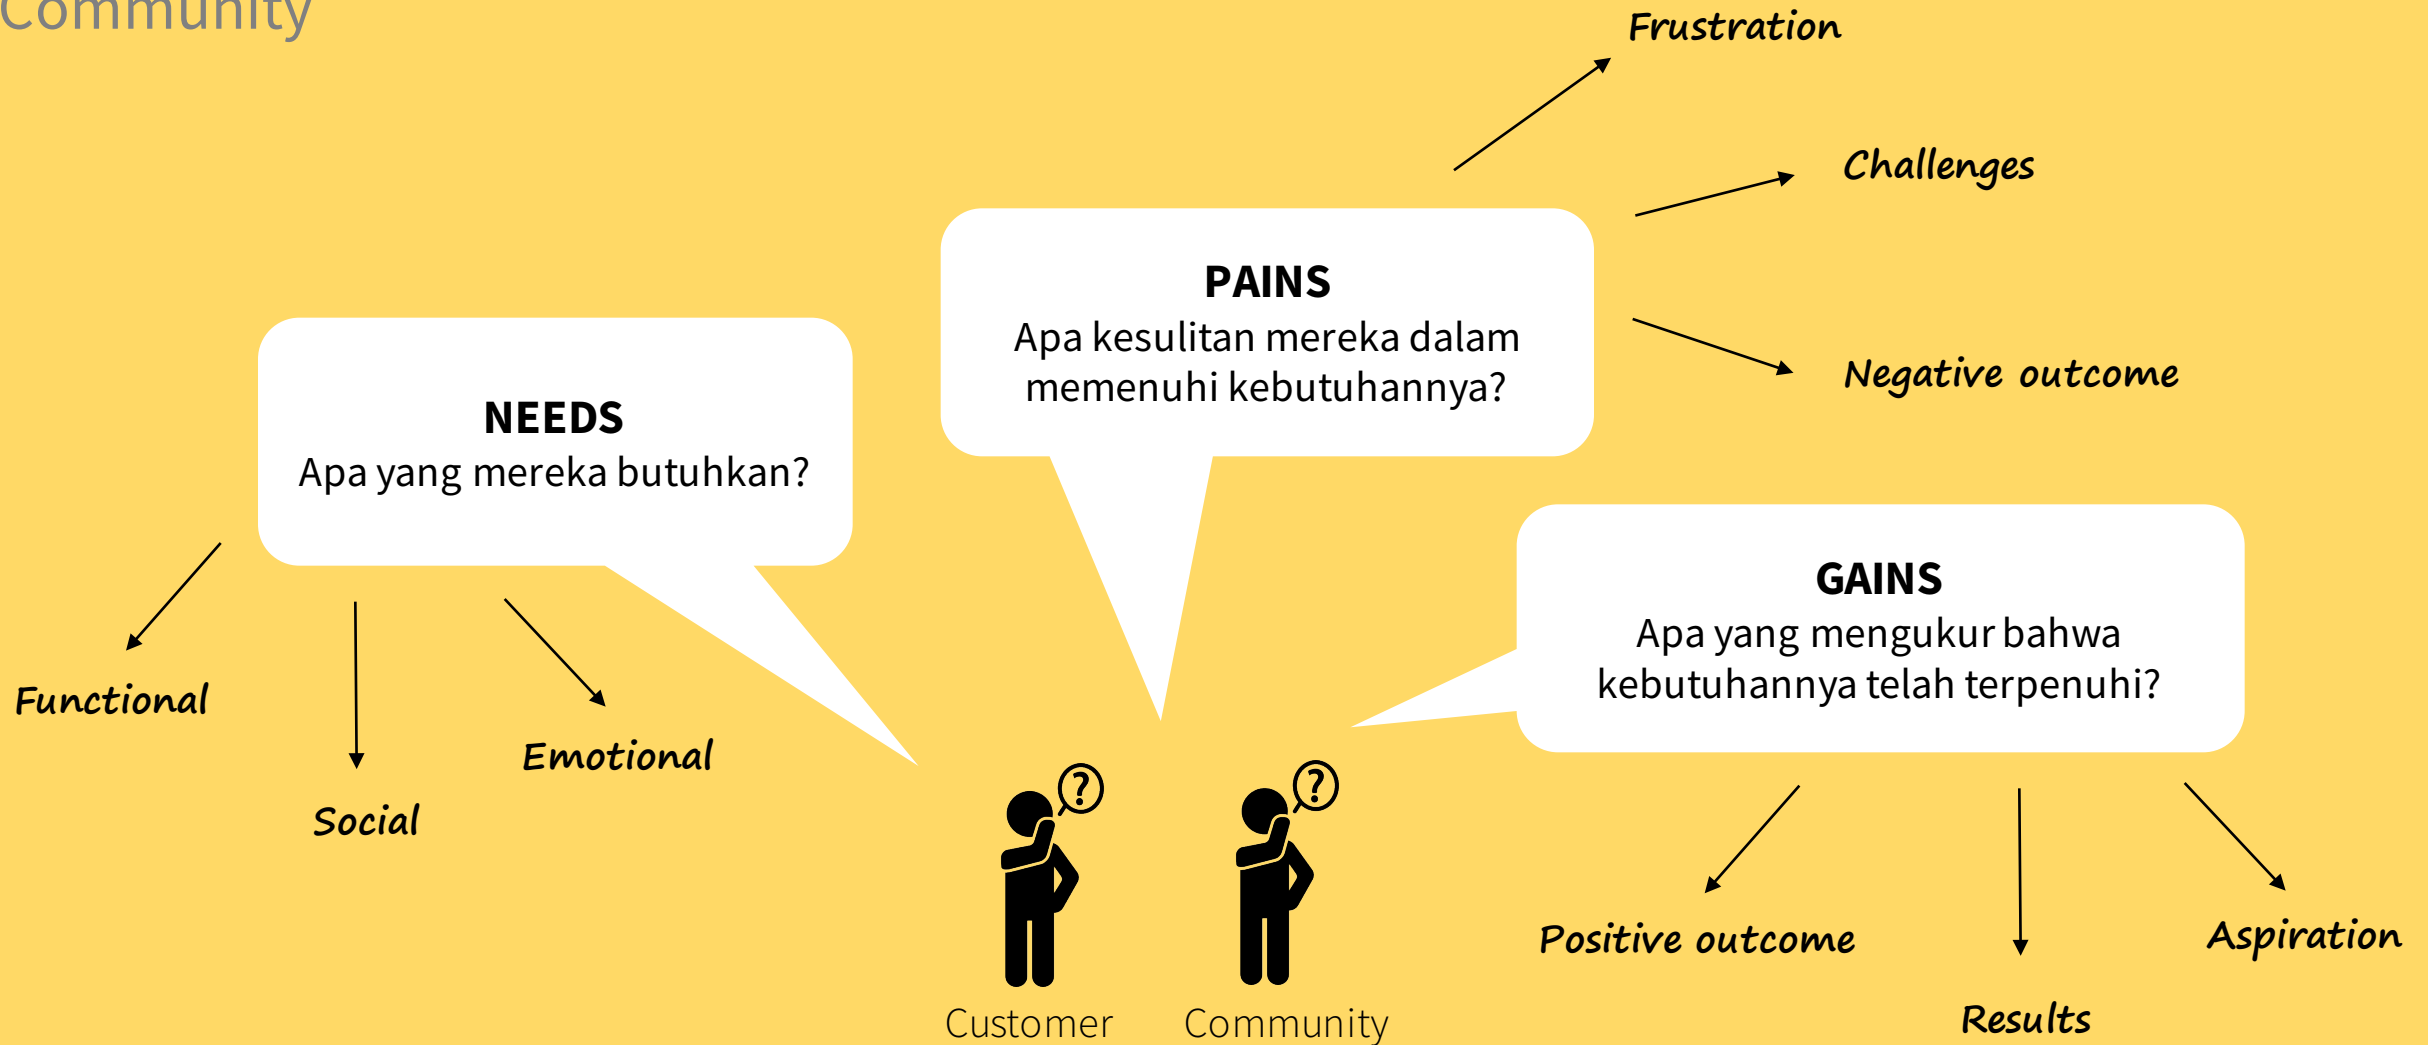 Community
Frustration
Challenges
PAINS
Apa kesulitan mereka dalam
memenuhi kebutuhannya?
Negative outcome
NEEDS
Apa yang mereka butuhkan?
Functional
Social
Emotional
GAINS
Apa yang mengukur bahwa
kebutuhannya telah terpenuhi?
Positive outcome
Results
Aspiration
?
?
Customer
Community